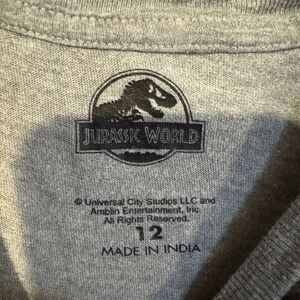 JURASSIC WORLD
© Universal City Studios LLC and
Amblin Entertainment, Inc.
All Rights Reserved.
12
MADE IN INDIA